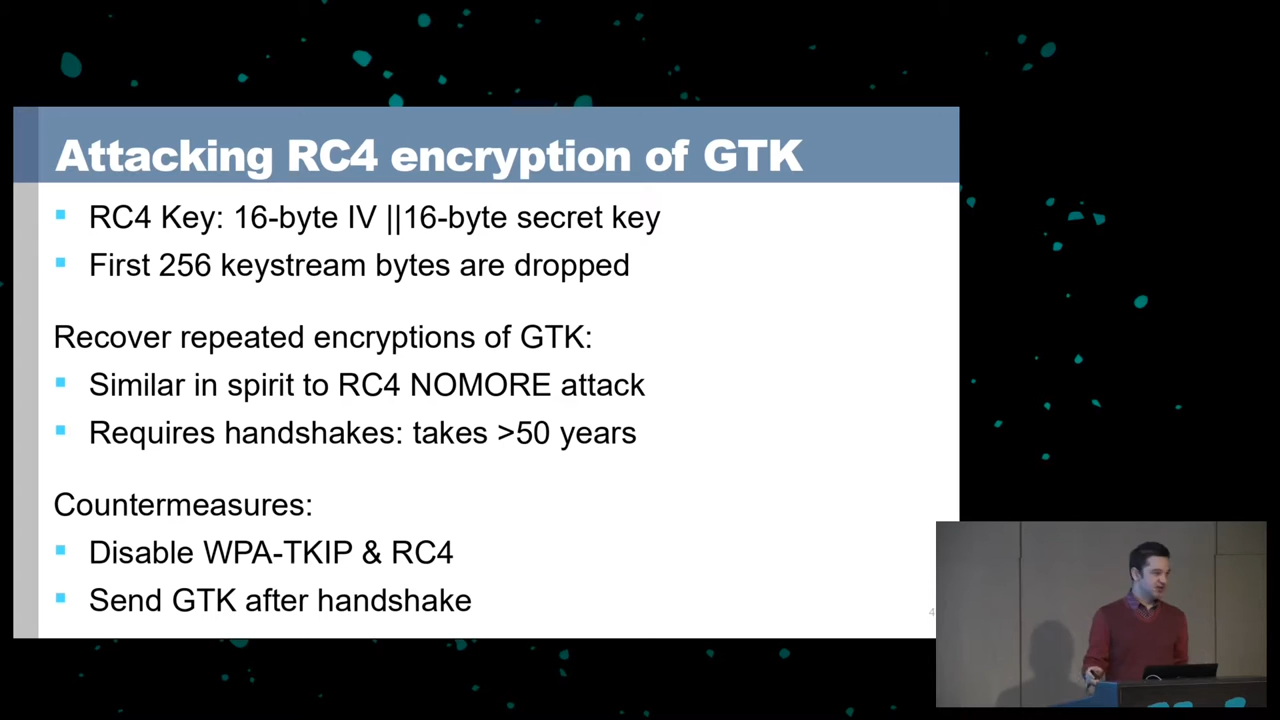 Attacking RC4 encryption of GTK
RC4 Key: 16-byte IV ||16-byte secret key
First 256 keystream bytes are dropped
Recover repeated encryptions of GTK:
Similar in spirit to RC4 NOMORE attack
Requires handshakes: takes >50 years
Countermeasures:
Disable WPA-TKIP & RC4
Send GTK after handshake